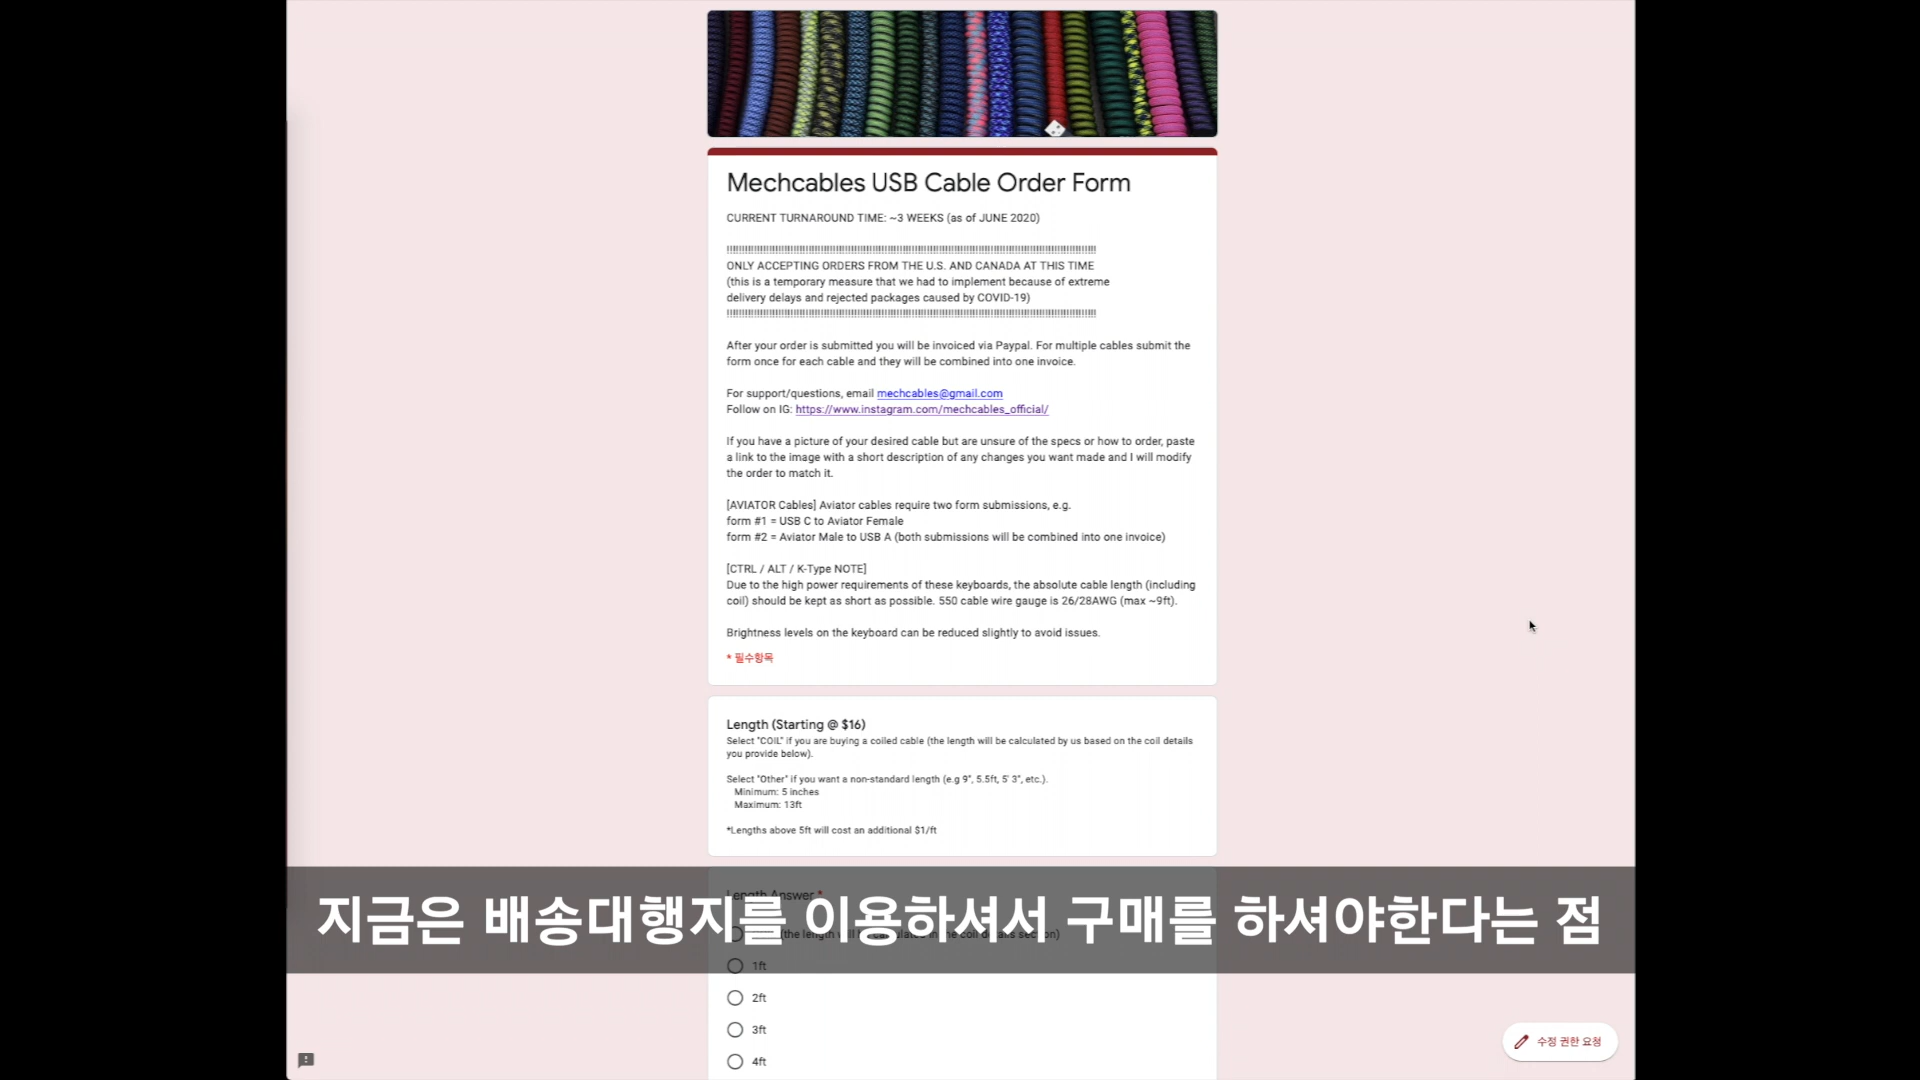 Mechcables USB Cable Order Form
CURRENT TURNAROUND TIME: ~3 WEEKS (as of JUNE 2020)
ONLY ACCEPTING ORDERS FROM THE U.S. AND CANADA AT THIS TIME
(this is a temporary measure that we had to implement because of extreme
delivery delays and rejected packages caused by COVID-19)
After your order is submitted you will be invoiced via Paypal. For multiple cables submit the
form once for each cable and they will be combined into one invoice.
For support/questions, email mechcables@gmail.com
Follow on IG: https://www.instagram.com/mechcables_official/
If you have a picture of your desired cable but are unsure of the specs or how to order, paste
a link to the image with a short description of any changes you want made and I will modify
the order to match it.
[AVIATOR Cables] Aviator cables require two form submissions, e.g.
form #1 = USB C to Aviator Female
form #2 = Aviator Male to USB A (both submissions will be combined into one invoice)
[CTRL / ALT / K-Type NOTE]
Due to the high power requirements of these keyboards, the absolute cable length (including
coil) should be kept as short as possible. 550 cable wire gauge is 26/28AWG (max ~9ft).
Brightness levels on the keyboard can be reduced slightly to avoid issues.
* 필수항목
Length (Starting @ $16)
Select "COIL" if you are buying a coiled cable (the length will be calculated by us based on the coil details
you provide below).
Select "Other" if you want a non-standard length (e.g 9", 5.5ft, 5' 3", etc.).
Minimum: 5 inches
Maximum: 13ft
*Lengths above 5ft will cost an additional $1/ft
Length Answer *
지금은 배송대행지를 이용하셔서 구매를 하셔야한다는 점
1ft
2ft
3ft
4ft
수정 권한 요청